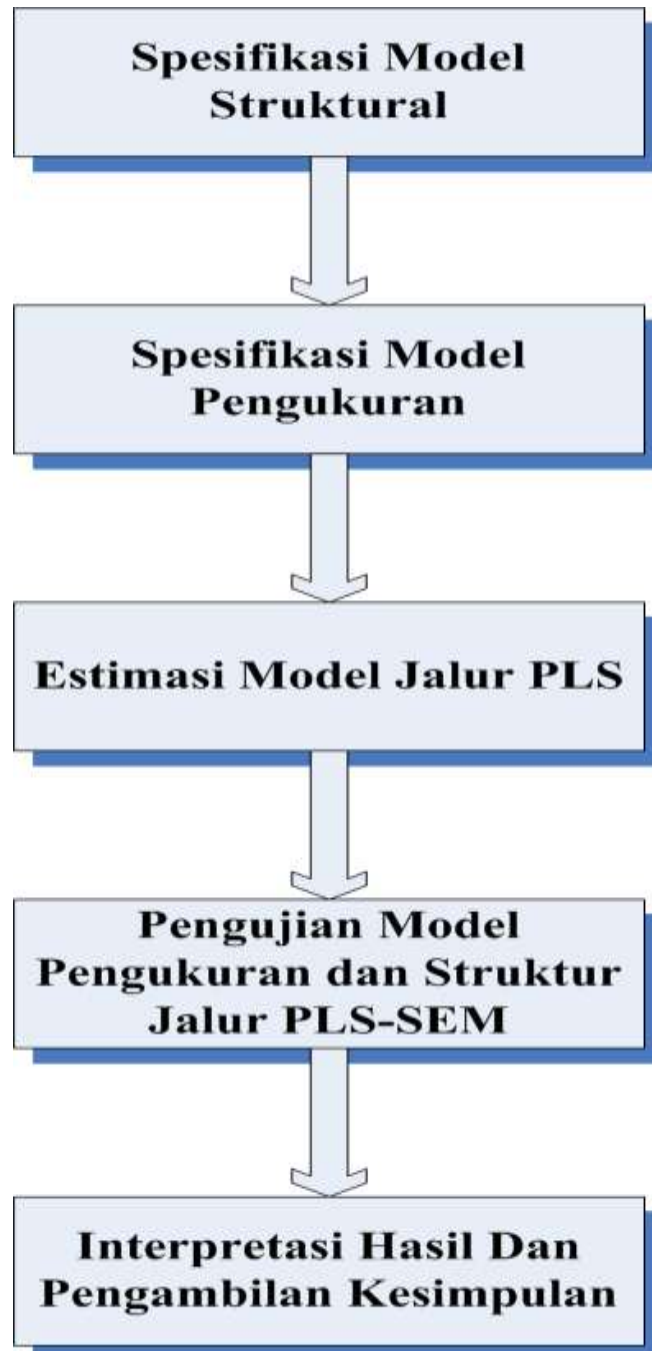 Spesifikasi Model
Struktural
Spesifikasi Model
Pengukuran
Estimasi Model Jalur PLS
Pengujian Model
Pengukuran dan Struktur
Jalur PLS-SEM
Interpretasi Hasil Dan
Pengambilan Kesimpulan